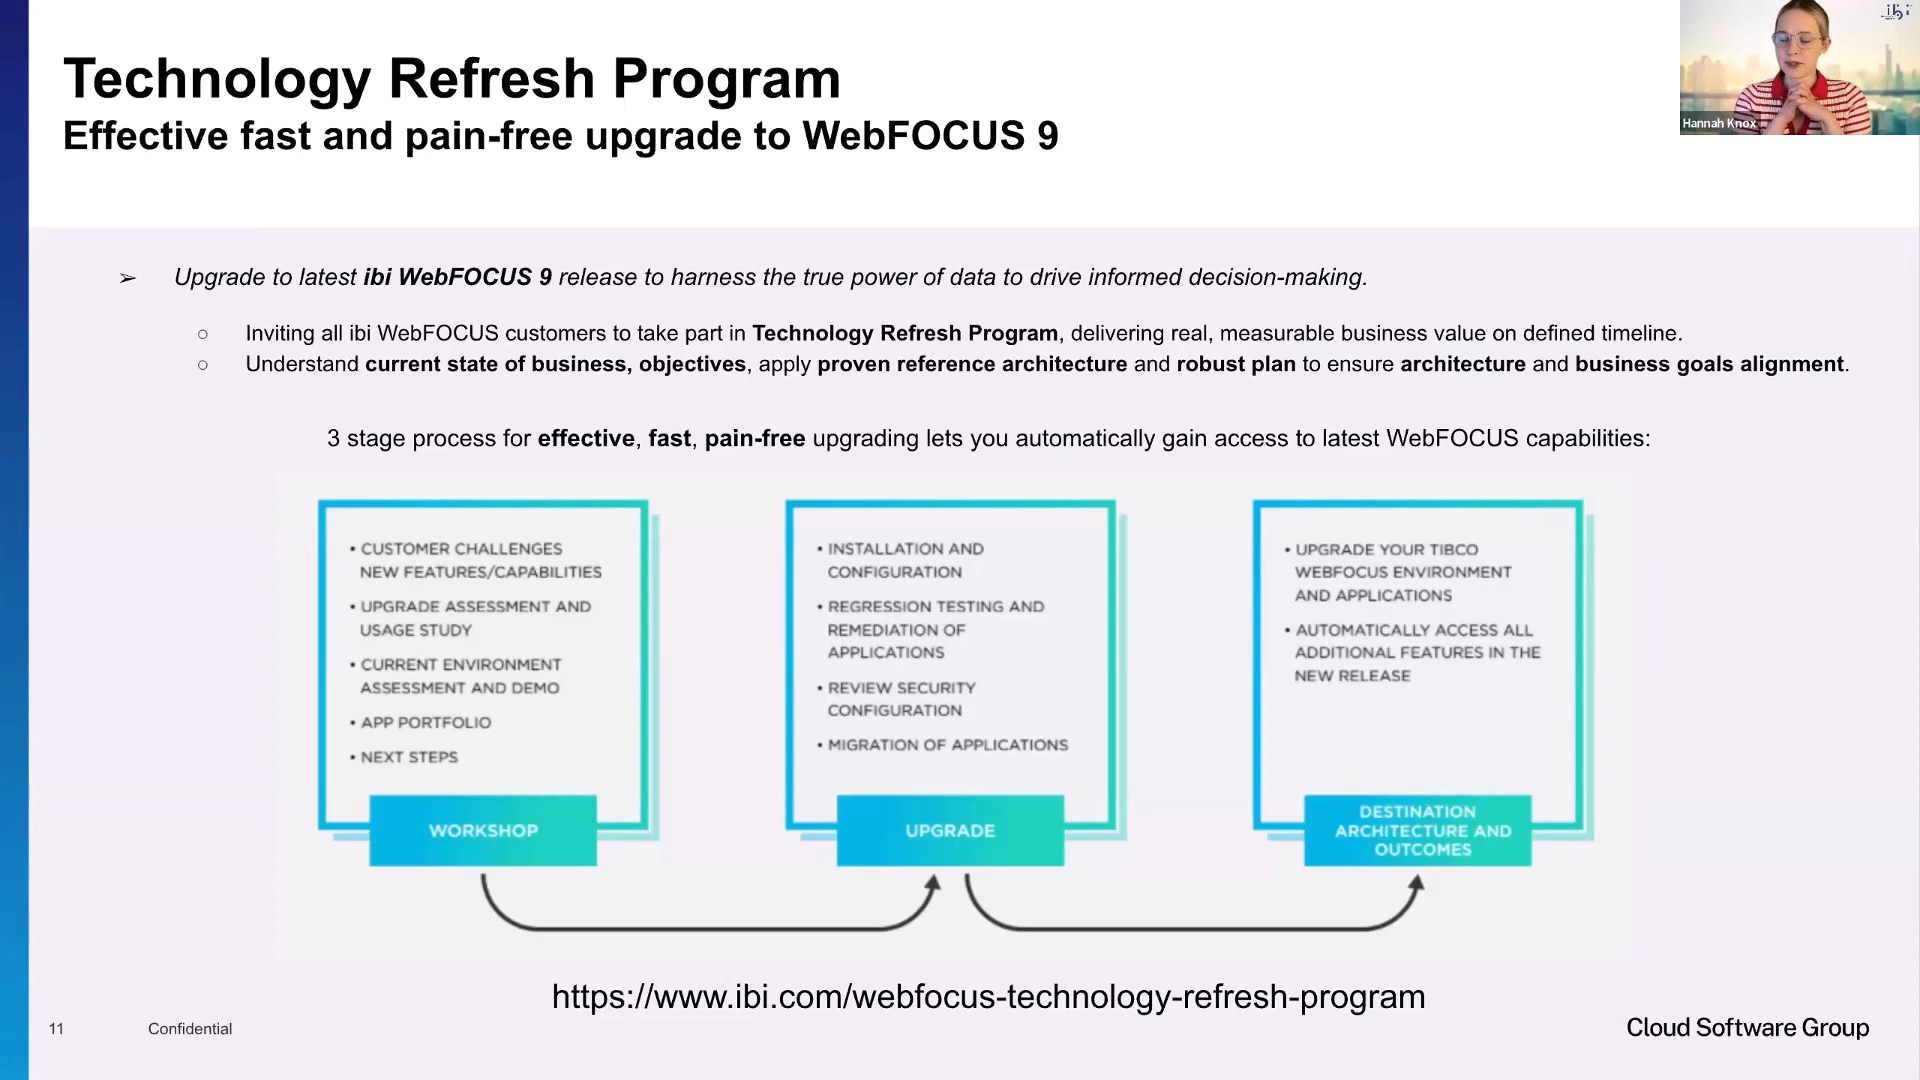 Technology Refresh Program
Effective fast and pain-free upgrade to WebFOCUS 9
ibi
Hannah Knox
➢ Upgrade to latest ibi WebFOCUS 9 release to harness the true power of data to drive informed decision-making.
○ Inviting all ibi WebFOCUS customers to take part in Technology Refresh Program, delivering real, measurable business value on defined timeline.
○ Understand current state of business, objectives, apply proven reference architecture and robust plan to ensure architecture and business goals alignment.
3 stage process for effective, fast, pain-free upgrading lets you automatically gain access to latest WebFOCUS capabilities:
• CUSTOMER CHALLENGES
NEW FEATURES/CAPABILITIES
• UPGRADE ASSESSMENT AND
USAGE STUDY
• CURRENT ENVIRONMENT
ASSESSMENT AND DEMO
• APP PORTFOLIO
• NEXT STEPS
WORKSHOP
• INSTALLATION AND
CONFIGURATION
• REGRESSION TESTING AND
REMEDIATION OF
APPLICATIONS
• REVIEW SECURITY
CONFIGURATION
• MIGRATION OF APPLICATIONS
UPGRADE
• UPGRADE YOUR TIBCO
WEBFOCUS ENVIRONMENT
AND APPLICATIONS
• AUTOMATICALLY ACCESS ALL
ADDITIONAL FEATURES IN THE
NEW RELEASE
DESTINATION
ARCHITECTURE AND
OUTCOMES
https://www.ibi.com/webfocus-technology-refresh-program
11
Confidential
Cloud Software Group